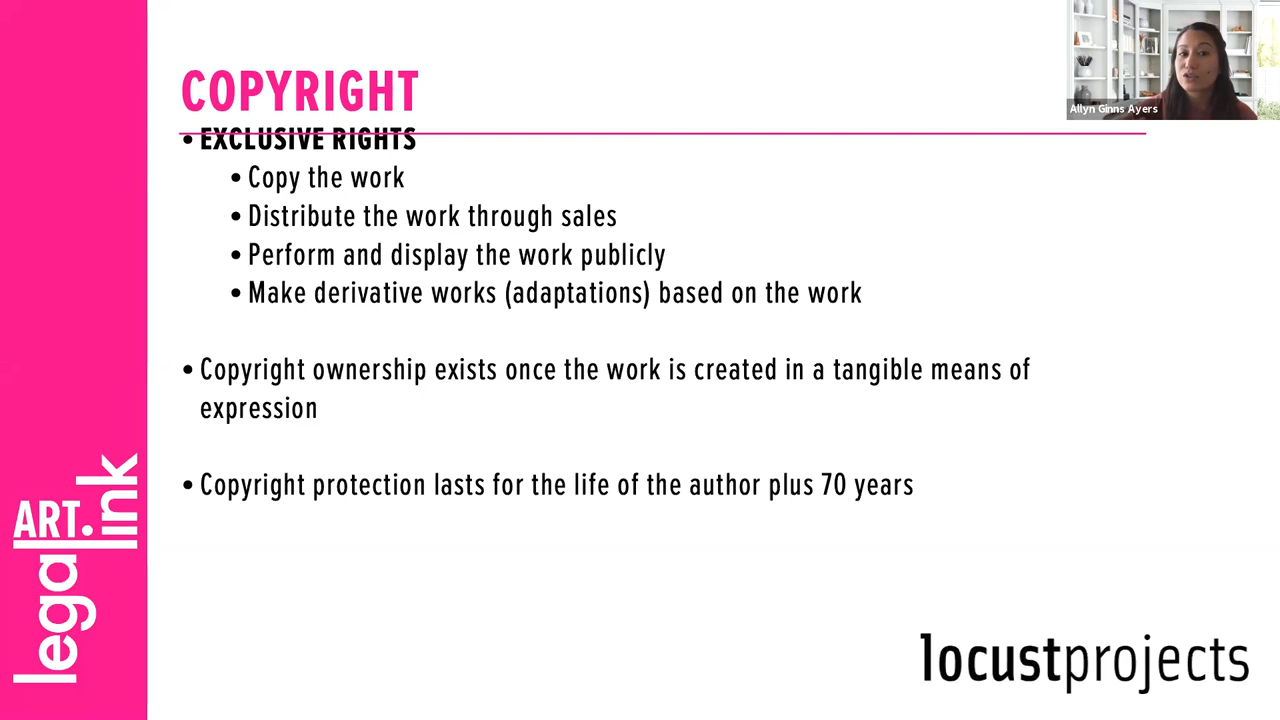 COPYRIGHT
Allyn Ginns Ayers
• EXCLUSIVE RIGHTS
• Copy the work
• Distribute the work through sales
• Perform and display the work publicly
• Make derivative works (adaptations) based on the work
• Copyright ownership exists once the work is created in a tangible means of
expression
• Copyright protection lasts for the life of the author plus 70 years
legal
ART.
link
locustprojects